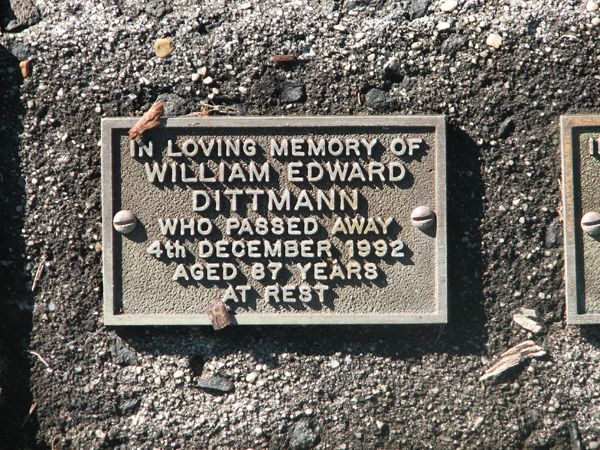 IN LOVING MEMORY OF
WILLIAM EDWARD
DITTMANN
WHO PASSED AWAY
4th DECEMBER 1992
AGED 87 YEARS
AT REST